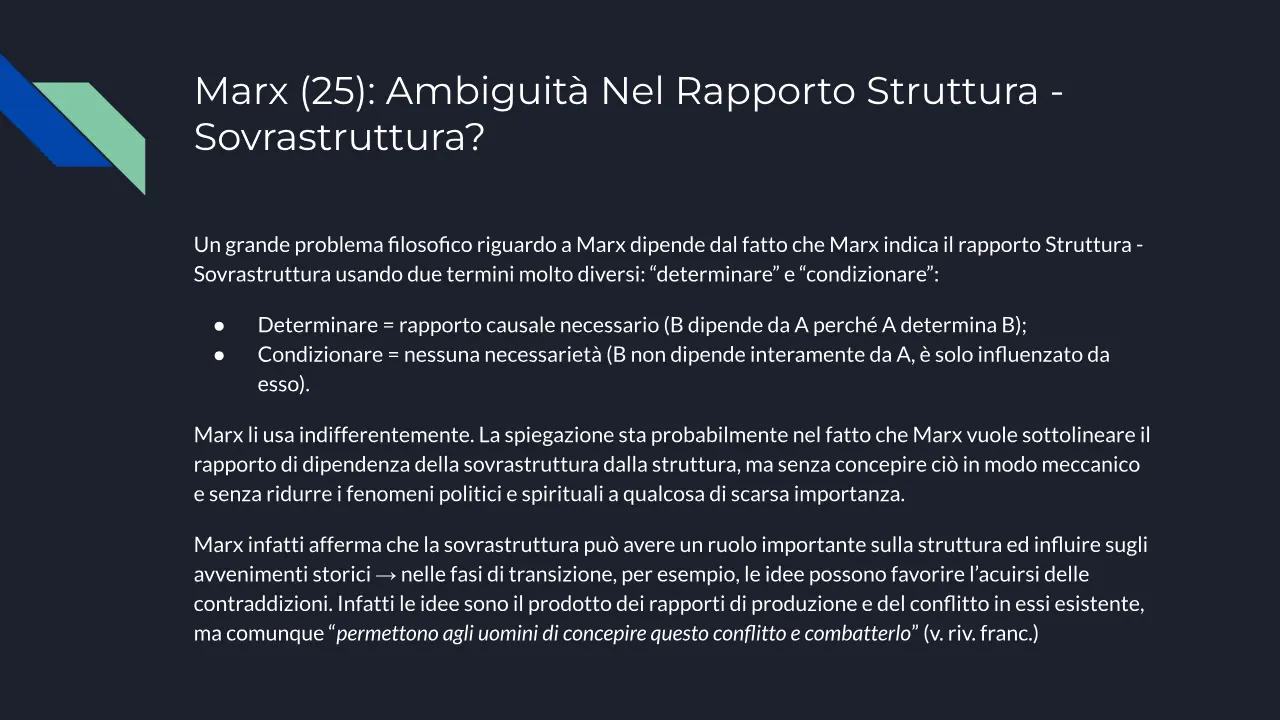 Marx (25): Ambiguità Nel Rapporto Struttura -
Sovrastruttura?
Un grande problema filosofico riguardo a Marx dipende dal fatto che Marx indica il rapporto Struttura -
Sovrastruttura usando due termini molto diversi: “determinare” e “condizionare”:
● Determinare = rapporto causale necessario (B dipende da A perché A determina B);
● Condizionare = nessuna necessarietà (B non dipende interamente da A, è solo influenzato da
esso).
Marx li usa indifferentemente. La spiegazione sta probabilmente nel fatto che Marx vuole sottolineare il
rapporto di dipendenza della sovrastruttura dalla struttura, ma senza concepire ciò in modo meccanico
e senza ridurre i fenomeni politici e spirituali a qualcosa di scarsa importanza.
Marx infatti afferma che la sovrastruttura può avere un ruolo importante sulla struttura ed influire sugli
avvenimenti storici → nelle fasi di transizione, per esempio, le idee possono favorire l’acuirsi delle
contraddizioni. Infatti le idee sono il prodotto dei rapporti di produzione e del conflitto in essi esistente,
ma comunque “permettono agli uomini di concepire questo conflitto e combatterlo” (v. riv. franc.)